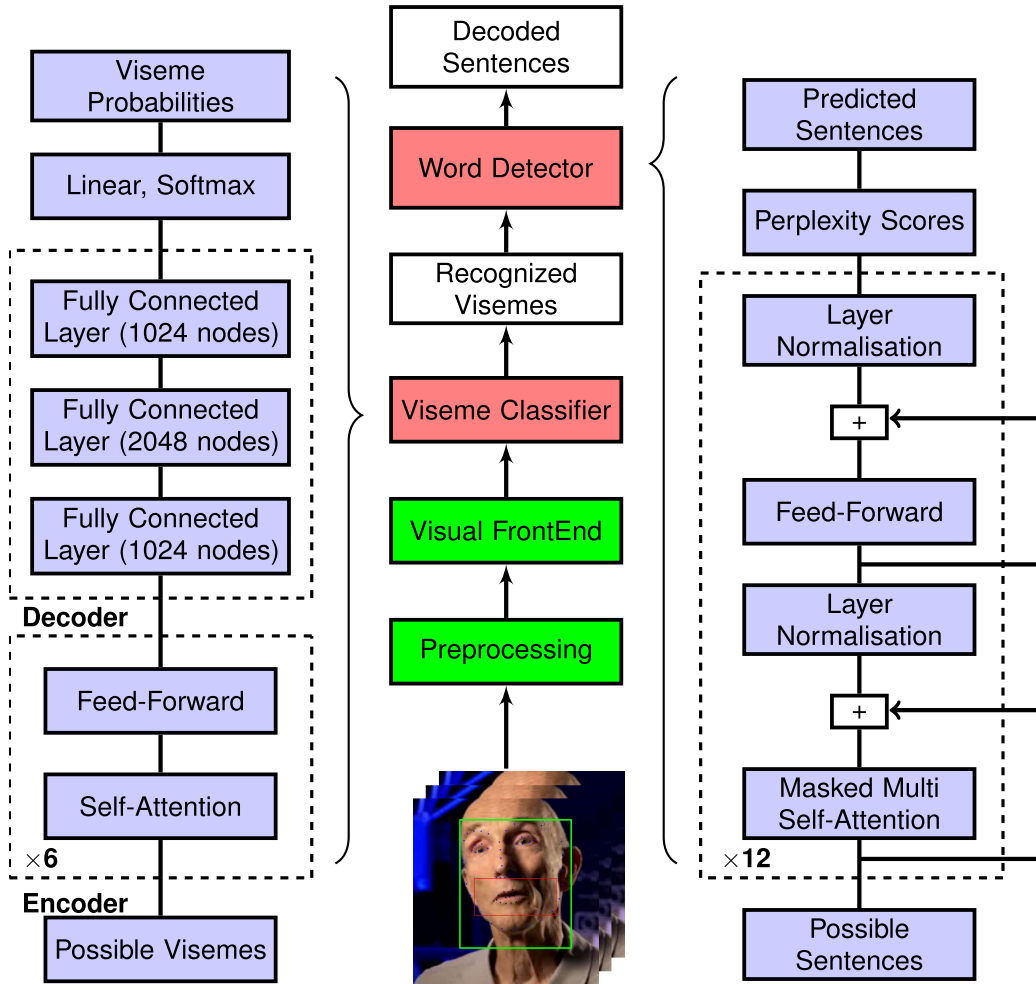 Viseme
Probabilities
Linear, Softmax
Fully Connected
Layer (1024 nodes)
Fully Connected
Layer (2048 nodes)
Fully Connected
Layer (1024 nodes)
Decoder
Feed-Forward
Self-Attention
×6
Encoder
Possible Visemes
Decoded
Sentences
Word Detector
Recognized
Visemes
Viseme Classifier
Visual FrontEnd
Preprocessing
Predicted
Sentences
Perplexity Scores
Layer
Normalisation
+
Feed-Forward
Layer
Normalisation
+
Masked Multi
Self-Attention
×12
Possible
Sentences